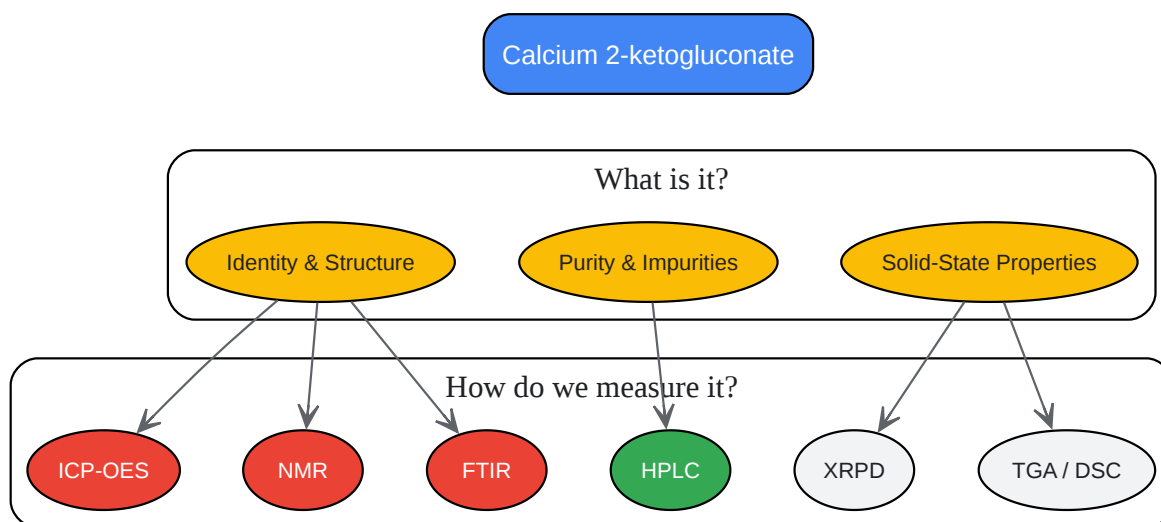 Calcium 2-ketogluconate
What is it?
Identity & Structure
Purity & Impurities
Solid-State Properties
How do we measure it?
ICP-OES
NMR
FTIR
HPLC
XRPD
TGA / DSC